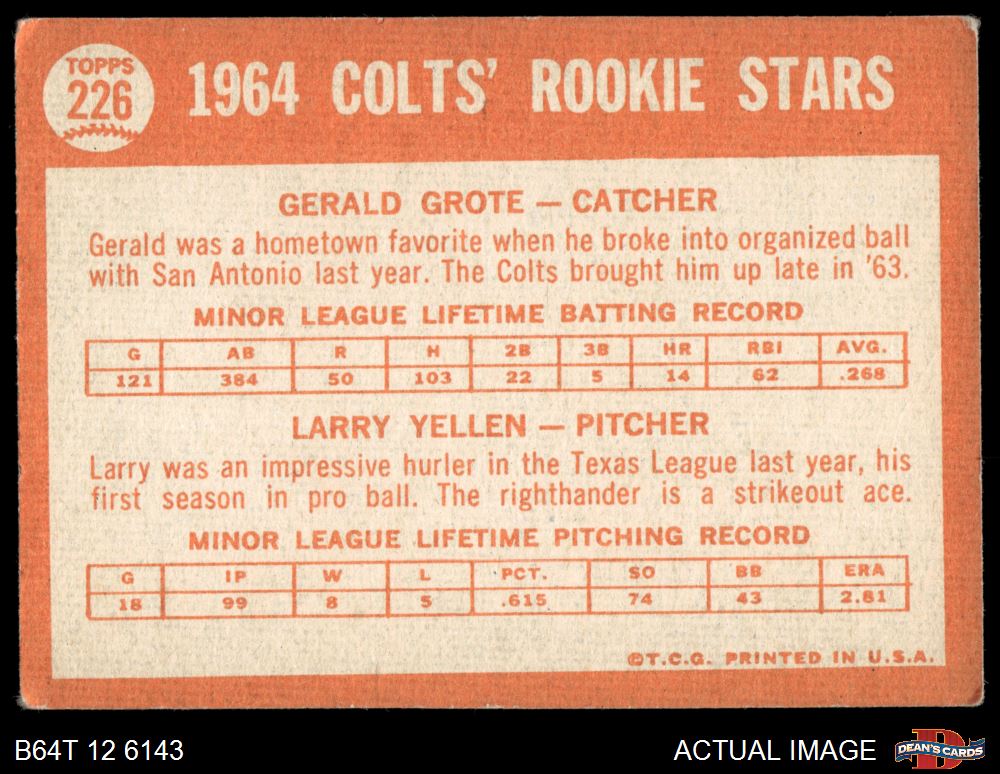 TOPPS
226
1964 COLTS' ROOKIE STARS
GERALD GROTE — CATCHER
Gerald was a hometown favorite when he broke into organized ball
with San Antonio last year. The Colts brought him up late in '63.
MINOR LEAGUE LIFETIME BATTING RECORD
G AB R H 2B 3B HR RBI AVG.
121 384 50 103 22 5 14 62 .268
LARRY YELLEN — PITCHER
Larry was an impressive hurler in the Texas League last year, his
first season in pro ball. The righthander is a strikeout ace.
MINOR LEAGUE LIFETIME PITCHING RECORD
G IP W L PCT. SO BB ERA
18 99 8 5 .615 74 43 2.81
©T.C.G. PRINTED IN U.S.A.
B64T 12 6143
ACTUAL IMAGE
D
DEAN'S CARDS